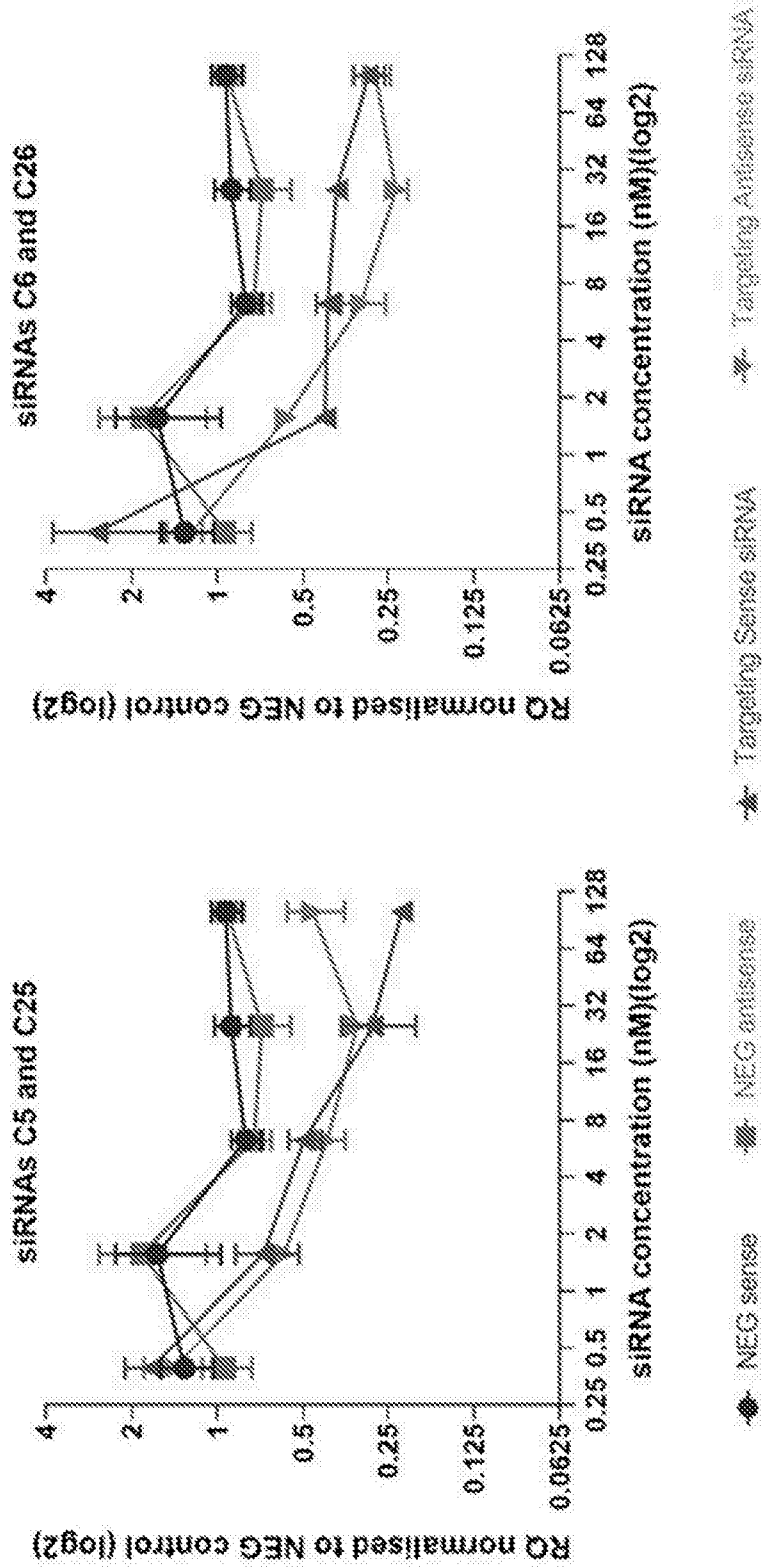 siRNAs C5 and C25
RQ normalised to NEG control (log2)
4
2
1
0.5
0.25
0.125
0.0625
0.25 0.5 1 2 4 8 16 32 64 128
siRNA concentration (nM)(log2)
siRNAs C6 and C26
RQ normalised to NEG control (log2)
4
2
1
0.5
0.25
0.125
0.0625
0.25 0.5 1 2 4 8 16 32 64 128
siRNA concentration (nM)(log2)
NEG sense NEG antisense Targeting Sense siRNA Targeting Antisense siRNA